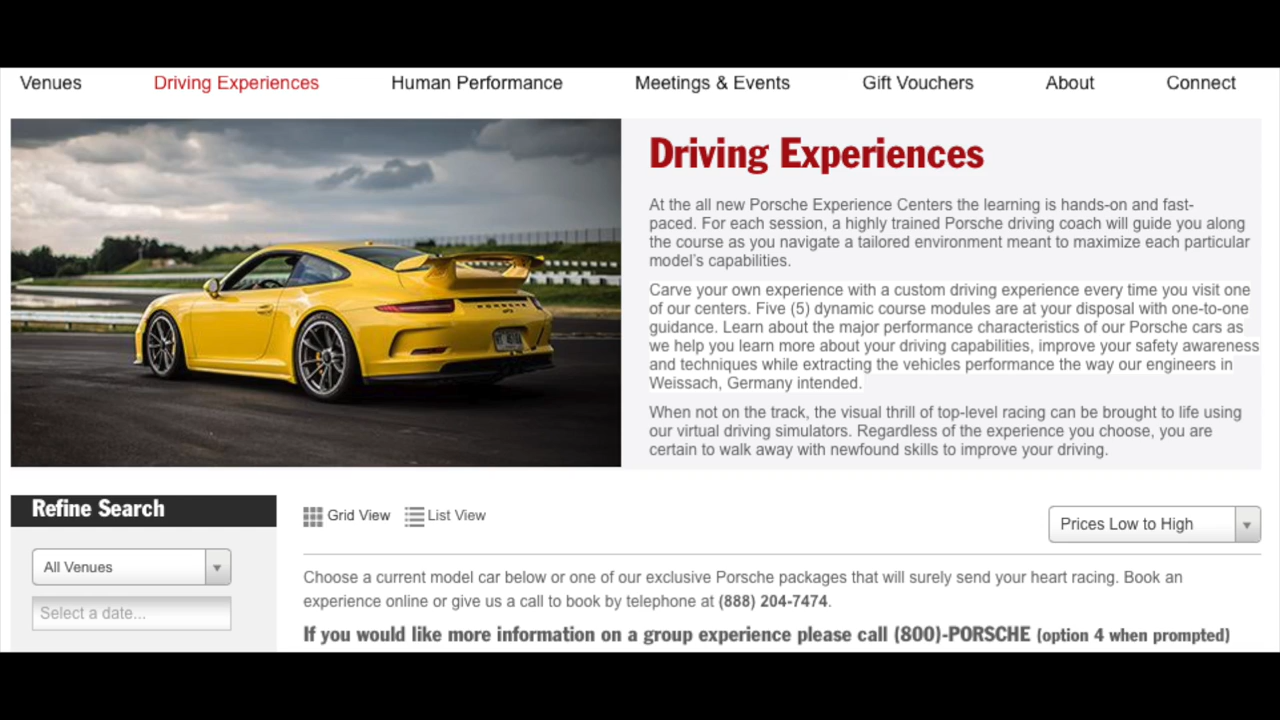 Venues Driving Experiences Human Performance Meetings & Events Gift Vouchers About Connect
Driving Experiences
At the all new Porsche Experience Centers the learning is hands-on and fast-
paced. For each session, a highly trained Porsche driving coach will guide you along
the course as you navigate a tailored environment meant to maximize each particular
model's capabilities.
Carve your own experience with a custom driving experience every time you visit one
of our centers. Five (5) dynamic course modules are at your disposal with one-to-one
guidance. Learn about the major performance characteristics of our Porsche cars as
we help you learn more about your driving capabilities, improve your safety awareness
and techniques while extracting the vehicles performance the way our engineers in
Weissach, Germany intended.
When not on the track, the visual thrill of top-level racing can be brought to life using
our virtual driving simulators. Regardless of the experience you choose, you are
certain to walk away with newfound skills to improve your driving.
Refine Search
All Venues
Select a date...
Grid View List View
Prices Low to High
Choose a current model car below or one of our exclusive Porsche packages that will surely send your heart racing. Book an
experience online or give us a call to book by telephone at (888) 204-7474.
If you would like more information on a group experience please call (800)-PORSCHE (option 4 when prompted)